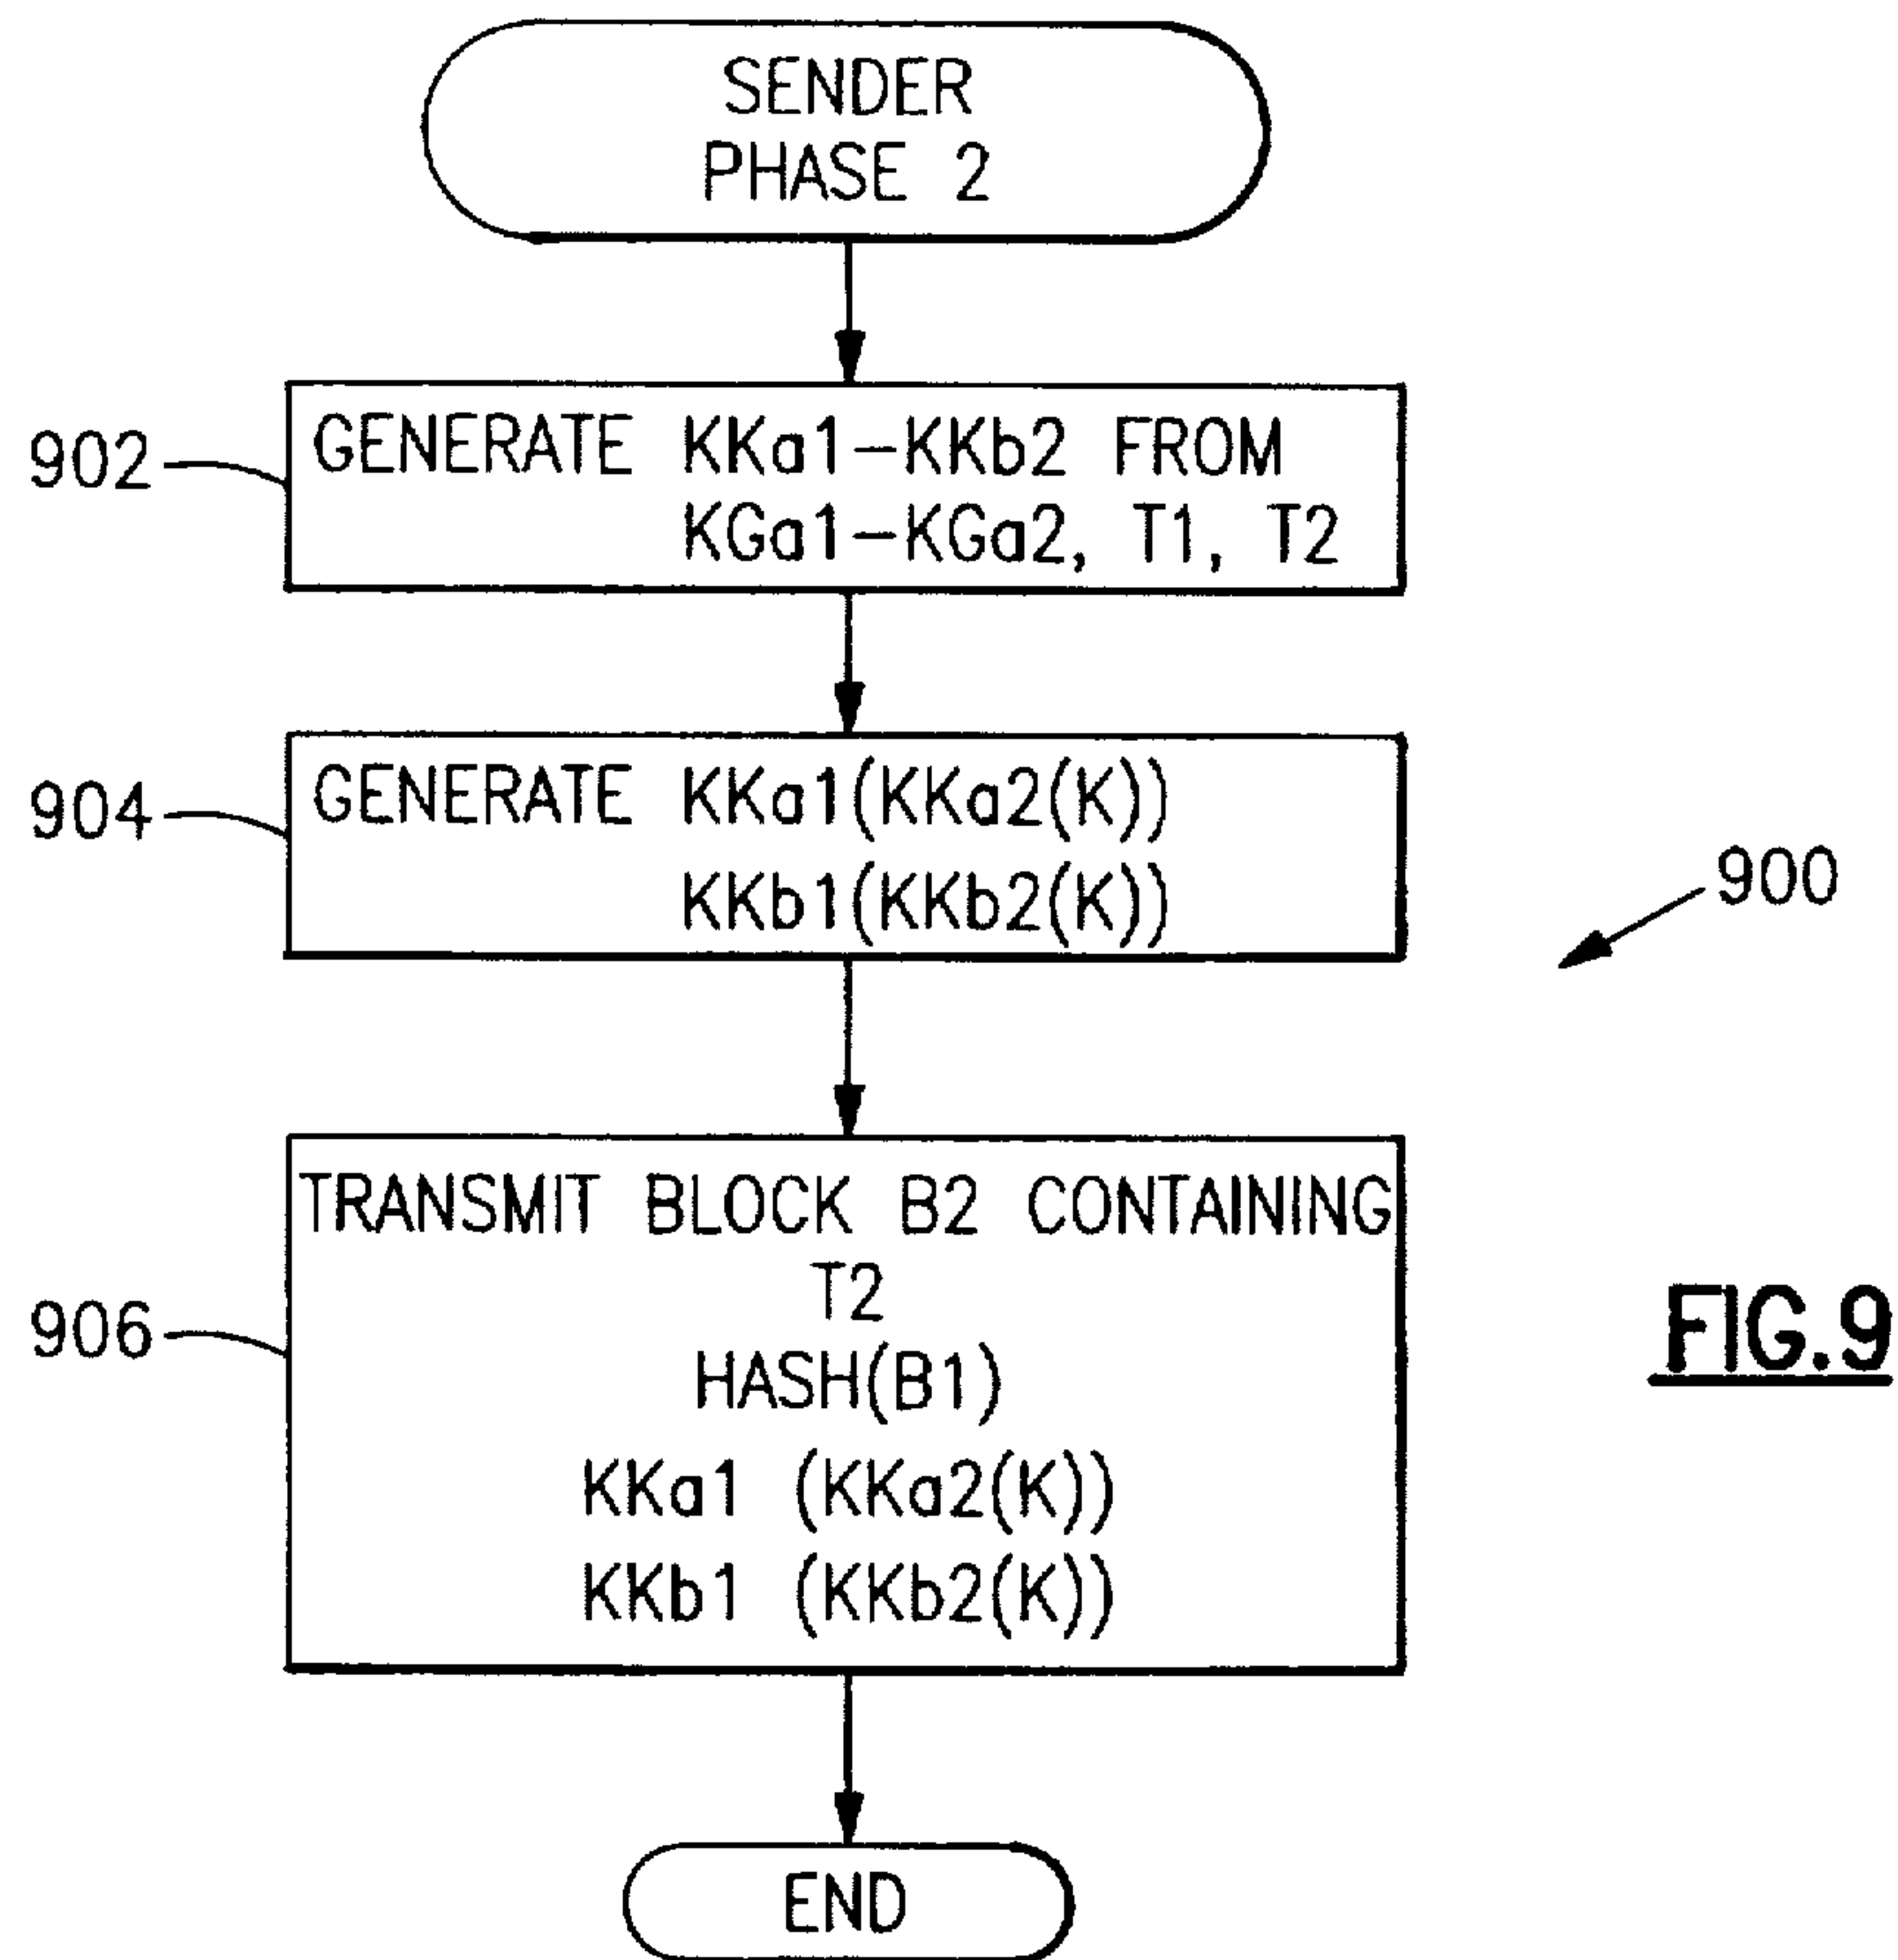 SENDER
PHASE 2
902
GENERATE KKa1-KKb2 FROM
KGa1-KGa2, T1, T2
904
GENERATE KKa1(KKa2(K))
KKb1(KKb2(K))
900
906
TRANSMIT BLOCK B2 CONTAINING
T2
HASH(B1)
KKa1 (KKa2(K))
KKb1 (KKb2(K))
FIG.9
END